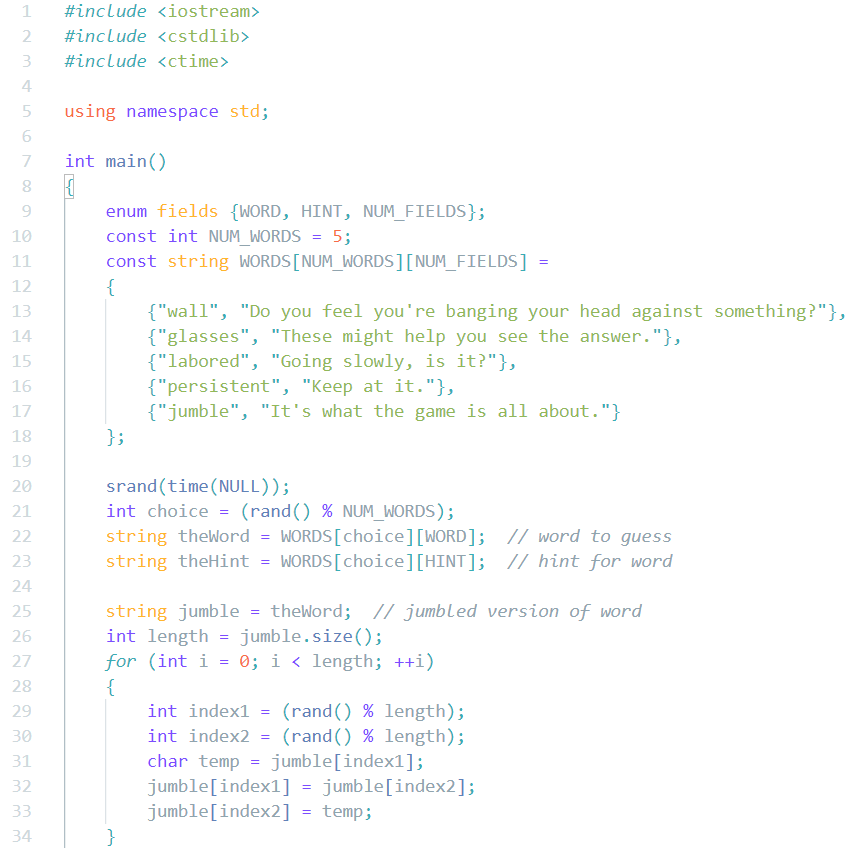 1 #include <iostream>
2 #include <cstdlib>
3 #include <ctime>
4
5 using namespace std;
6
7 int main()
8 {
9     enum fields {WORD, HINT, NUM_FIELDS};
10     const int NUM_WORDS = 5;
11     const string WORDS[NUM_WORDS][NUM_FIELDS] =
12     {
13         {"wall", "Do you feel you're banging your head against something?"},
14         {"glasses", "These might help you see the answer."},
15         {"labored", "Going slowly, is it?"},
16         {"persistent", "Keep at it."},
17         {"jumble", "It's what the game is all about."}
18     };
19
20     srand(time(NULL));
21     int choice = (rand() % NUM_WORDS);
22     string theWord = WORDS[choice][WORD];  // word to guess
23     string theHint = WORDS[choice][HINT];  // hint for word
24
25     string jumble = theWord;  // jumbled version of word
26     int length = jumble.size();
27     for (int i = 0; i < length; ++i)
28     {
29         int index1 = (rand() % length);
30         int index2 = (rand() % length);
31         char temp = jumble[index1];
32         jumble[index1] = jumble[index2];
33         jumble[index2] = temp;
34     }